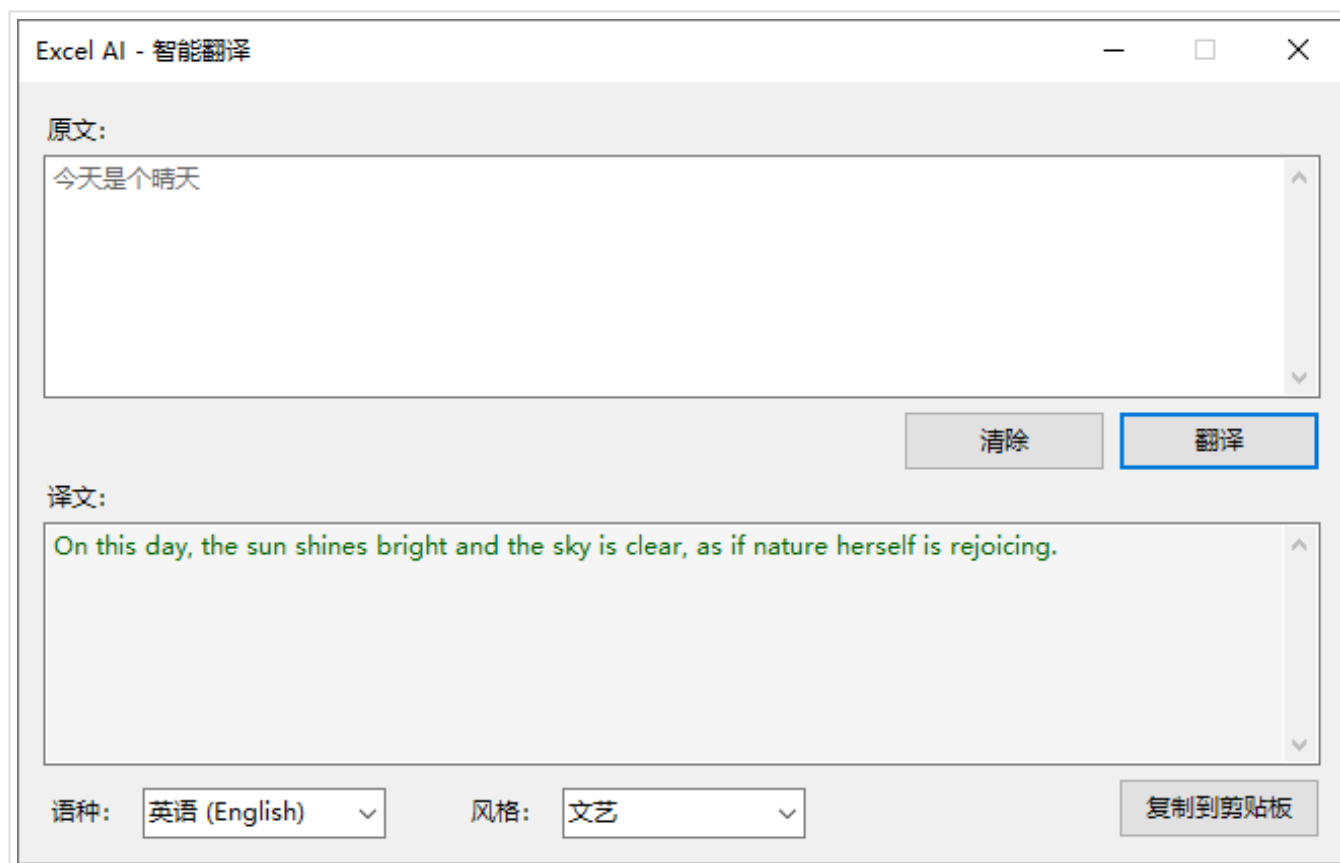 Excel AI - 智能翻译
原文:
今天是个晴天
清除 翻译
译文:
On this day, the sun shines bright and the sky is clear, as if nature herself is rejoicing.
语种: 英语 (English) 风格: 文艺 复制到剪贴板